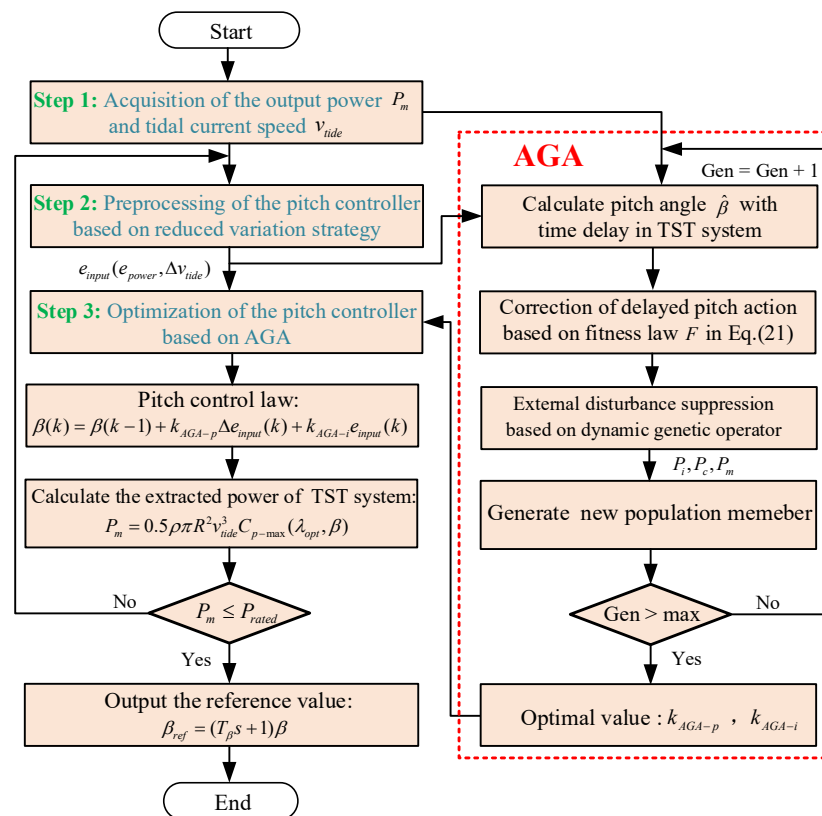 Start
Step 1: Acquisition of the output power P_m
and tidal current speed v_tide
Step 2: Preprocessing of the pitch controller
based on reduced variation strategy
e_input(e_power, Δv_tide)
Step 3: Optimization of the pitch controller
based on AGA
Pitch control law:
β(k) = β(k−1) + k_AGA−p Δe_input(k) + k_AGA−i e_input(k)
Calculate the extracted power of TST system:
P_m = 0.5ρπR²v³_tide C_p−max(λ_opt, β)
No
P_m ≤ P_rated
Yes
Output the reference value:
β_ref = (T_β s + 1)β
End
AGA
Gen = Gen + 1
Calculate pitch angle β̂ with
time delay in TST system
Correction of delayed pitch action
based on fitness law F in Eq.(21)
External disturbance suppression
based on dynamic genetic operator
P_i, P_c, P_m
Generate new population memeber
Gen > max
No
Yes
Optimal value : k_AGA−p , k_AGA−i